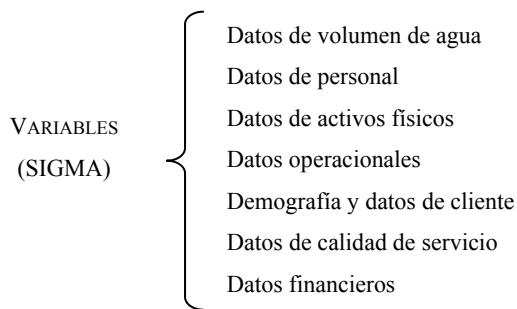 VARIABLES
(SIGMA)
Datos de volumen de agua
Datos de personal
Datos de activos físicos
Datos operacionales
Demografía y datos de cliente
Datos de calidad de servicio
Datos financieros